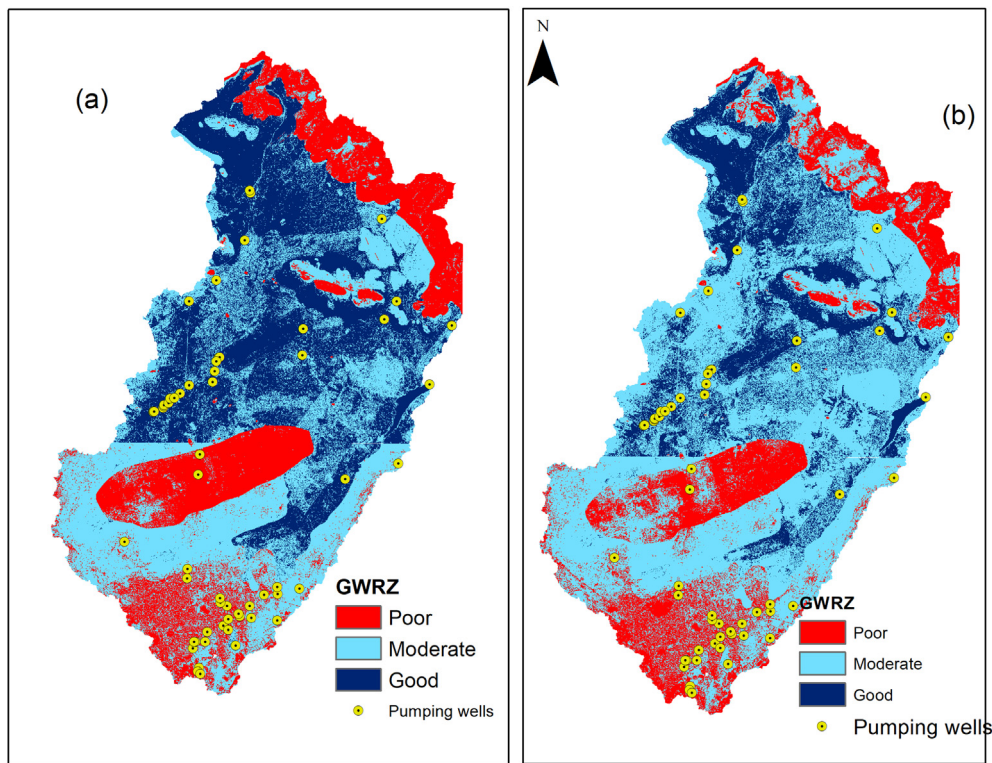 (a)
GWRZ
Poor
Moderate
Good
Pumping wells
N
(b)
GWRZ
Poor
Moderate
Good
Pumping wells